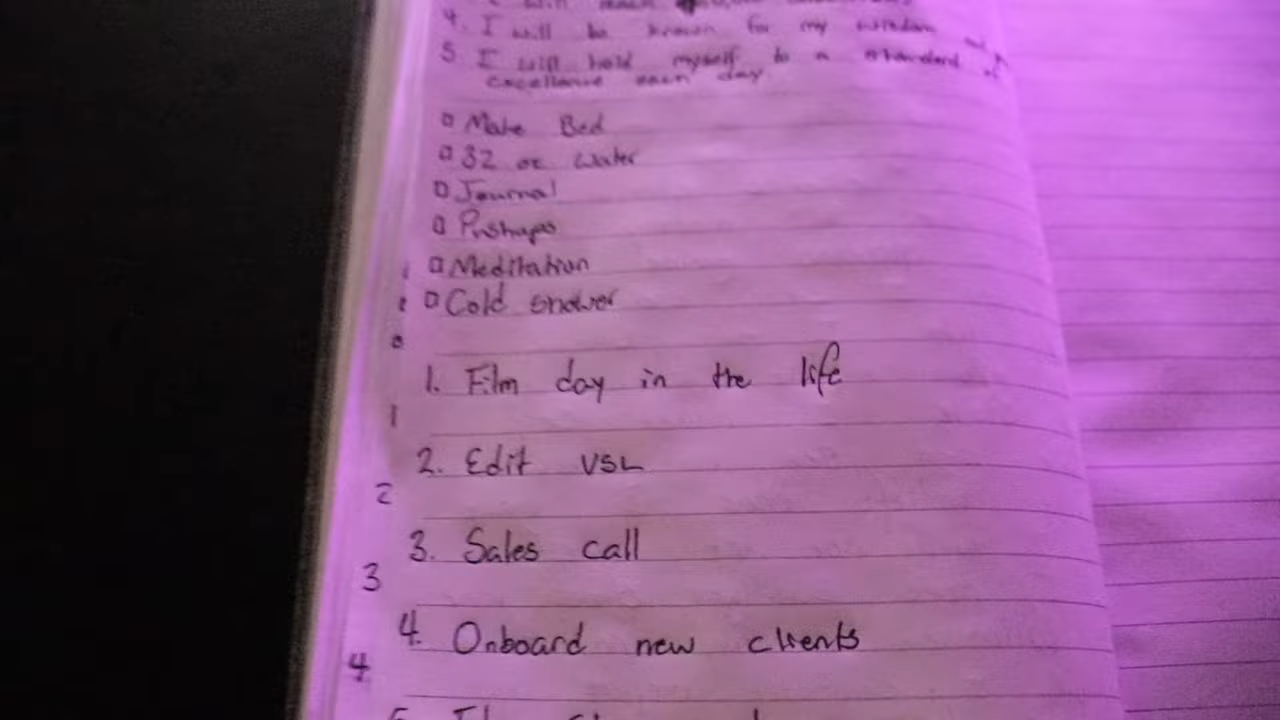 4. I will be known for my wisdom
5. I will hold myself to a standard of
excellence each day
Make Bed
32 oz Water
Journal
Pushups
Meditation
Cold Shower
1. Film day in the life
1
2. Edit VSL
2
3. Sales call
3
4. Onboard new clients
4
5.